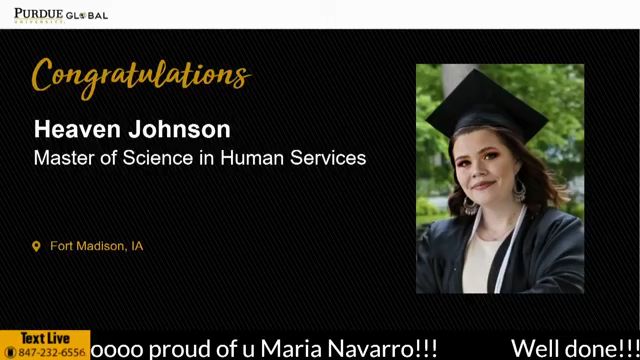 PURDUE GLOBAL
UNIVERSITY
Congratulations
Heaven Johnson
Master of Science in Human Services
Fort Madison, IA
Text Live
847-232-6556
oooo proud of u Maria Navarro!!! Well done!!!